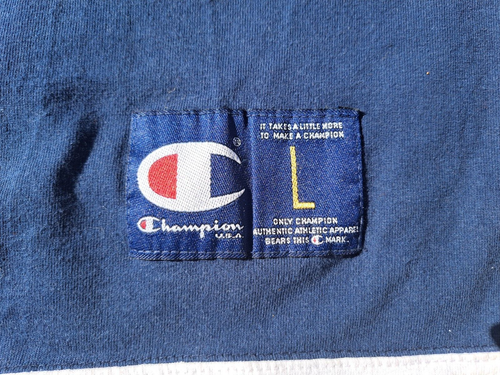 ®
Champion
U.S.A.
IT TAKES A LITTLE MORE
TO MAKE A CHAMPION
L
ONLY CHAMPION
AUTHENTIC ATHLETIC APPAREL
BEARS THIS C MARK.